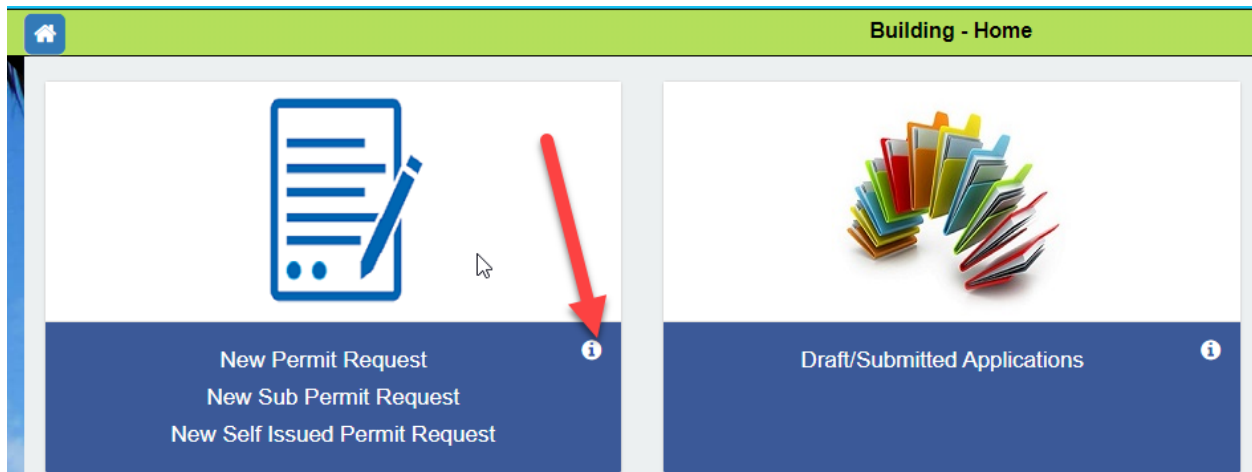 Building - Home
New Permit Request
New Sub Permit Request
New Self Issued Permit Request
Draft/Submitted Applications